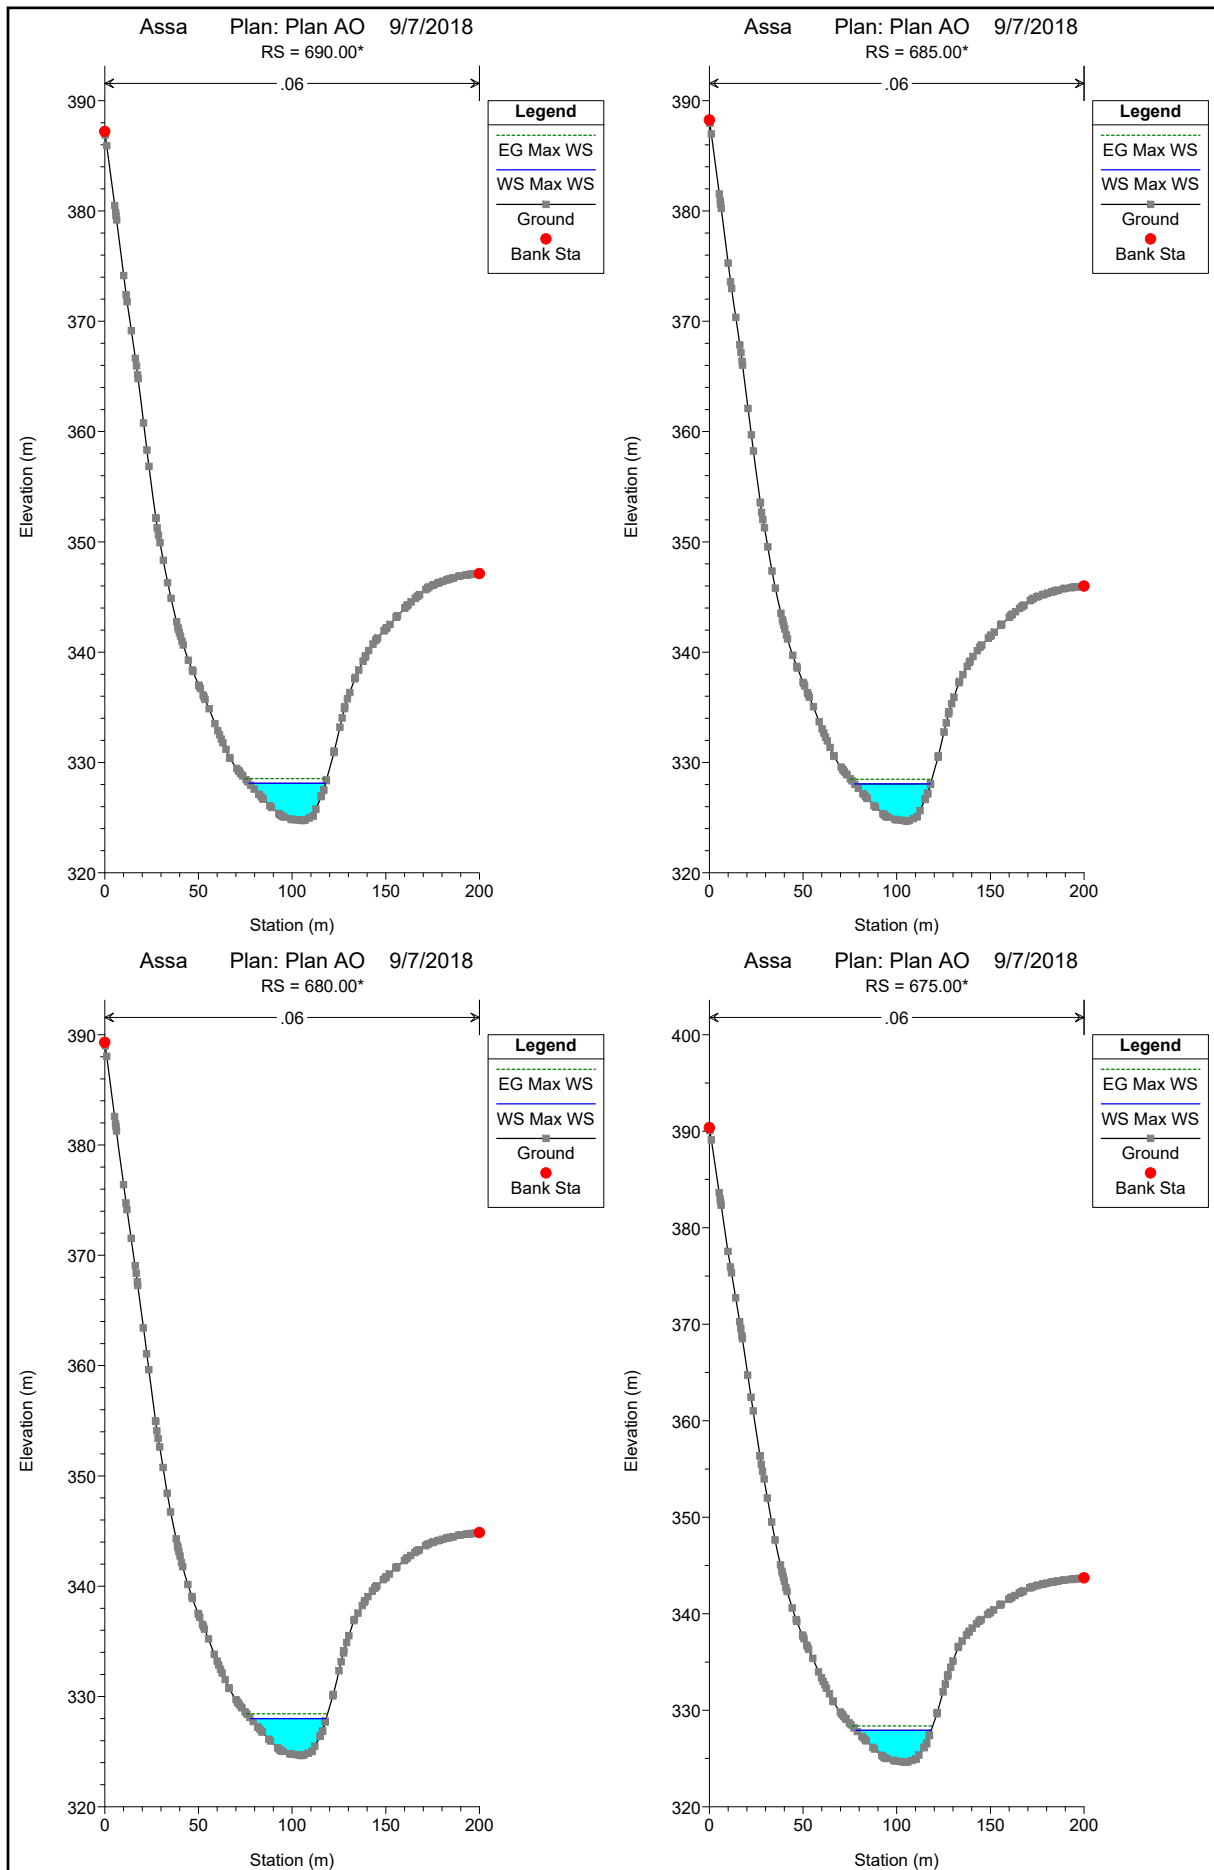 Assa Plan: Plan AO 9/7/2018
RS = 690.00*
.06
Legend
EG Max WS
WS Max WS
Ground
Bank Sta
390
380
370
360
350
340
330
320
Elevation (m)
0 50 100 150 200
Station (m)
Assa Plan: Plan AO 9/7/2018
RS = 685.00*
.06
Legend
EG Max WS
WS Max WS
Ground
Bank Sta
390
380
370
360
350
340
330
320
Elevation (m)
0 50 100 150 200
Station (m)
Assa Plan: Plan AO 9/7/2018
RS = 680.00*
.06
Legend
EG Max WS
WS Max WS
Ground
Bank Sta
390
380
370
360
350
340
330
320
Elevation (m)
0 50 100 150 200
Station (m)
Assa Plan: Plan AO 9/7/2018
RS = 675.00*
.06
Legend
EG Max WS
WS Max WS
Ground
Bank Sta
400
390
380
370
360
350
340
330
320
Elevation (m)
0 50 100 150 200
Station (m)